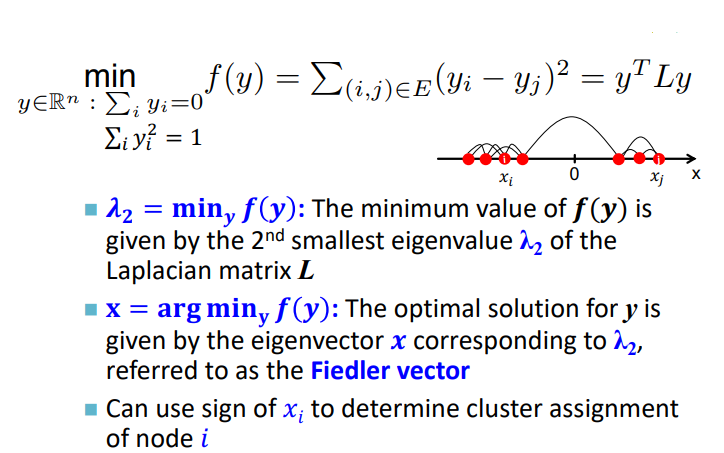 min f(y) = ∑(i,j)∈E(yi − yj)² = yᵀLy
y∈ℝⁿ : ∑i yi=0
Σi yi² = 1
i j
xi 0 xj x
λ₂ = miny f(y): The minimum value of f(y) is
given by the 2nd smallest eigenvalue λ₂ of the
Laplacian matrix L
x = arg miny f(y): The optimal solution for y is
given by the eigenvector x corresponding to λ₂,
referred to as the Fiedler vector
Can use sign of xi to determine cluster assignment
of node i